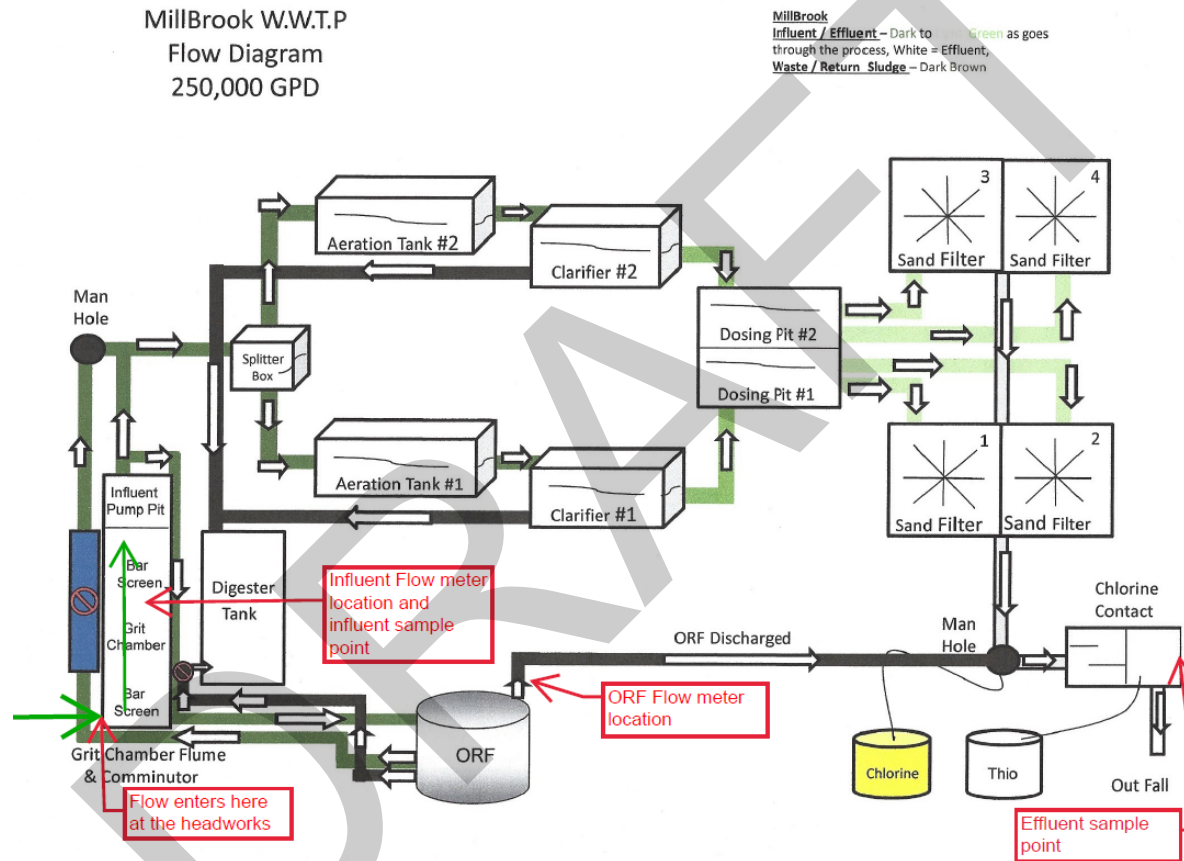 MillBrook W.W.T.P
Flow Diagram
250,000 GPD
MillBrook
Influent / Effluent – Dark to Light Green as goes
through the process, White = Effluent,
Waste / Return Sludge – Dark Brown
DRAFT
3
Sand Filter
4
Sand Filter
Aeration Tank #2
Clarifier #2
Man
Hole
Splitter
Box
Dosing Pit #2
Dosing Pit #1
Aeration Tank #1
Clarifier #1
1
Sand Filter
2
Sand Filter
Influent
Pump Pit
Bar
Screen
Grit
Chamber
Bar
Screen
Digester
Tank
Influent Flow meter
location and
influent sample
point
Chlorine
Contact
Man
Hole
ORF Discharged
ORF Flow meter
location
ORF
Grit Chamber Flume
& Comminutor
Flow enters here
at the headworks
Chlorine
Thio
Out Fall
Effluent sample
point